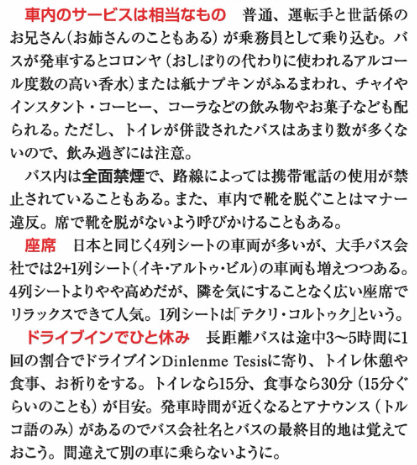 車内のサービスは相当なもの　普通、運転手と世話係の
お兄さん（お姉さんのこともある）が乗務員として乗り込む。バ
スが発車するとコロンヤ（おしぼりの代わりに使われるアルコー
ル度数の高い香水）または紙ナプキンがふるまわれ、チャイや
インスタント・コーヒー、コーラなどの飲み物やお菓子なども配
られる。ただし、トイレが併設されたバスはあまり数が多くな
いので、飲み過ぎには注意。
バス内は全面禁煙で、路線によっては携帯電話の使用が禁
止されていることもある。また、車内で靴を脱ぐことはマナー
違反。席で靴を脱がないよう呼びかけることもある。
座席　日本と同じく4列シートの車両が多いが、大手バス会
社では2+1列シート（イキ・アルトゥ・ビル）の車両も増えつつある。
4列シートよりやや高めだが、隣を気にすることなく広い座席で
リラックスできて人気。1列シートは「テクリ・コルトゥク」という。
ドライブインでひと休み　長距離バスは途中3〜5時間に1
回の割合でドライブインDinlenme Tesisに寄り、トイレ休憩や
食事、お祈りをする。トイレなら15分、食事なら30分（15分ぐ
らいのことも）が目安。発車時間が近くなるとアナウンス（トル
コ語のみ）があるのでバス会社名とバスの最終目的地は覚えて
おこう。間違えて別の車に乗らないように。